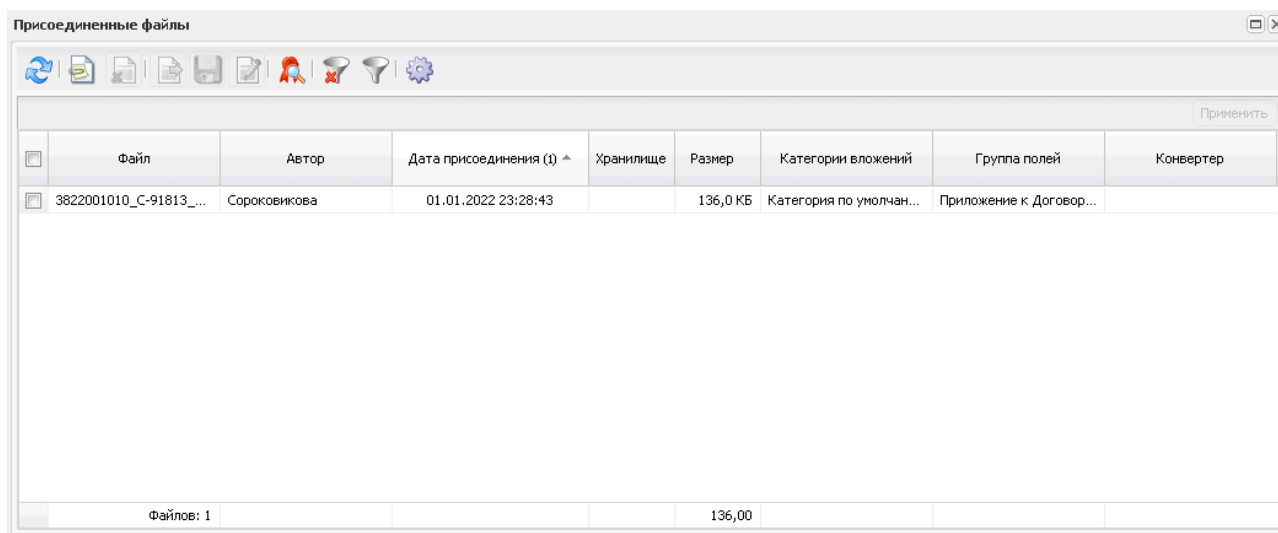 Присоединенные файлы
Применить
Файл Автор Дата присоединения (1) Хранилище Размер Категории вложений Группа полей Конвертер
3822001010_С-91813_... Сороковикова 01.01.2022 23:28:43 136,0 КБ Категория по умолчан... Приложение к Договор...
Файлов: 1 136,00